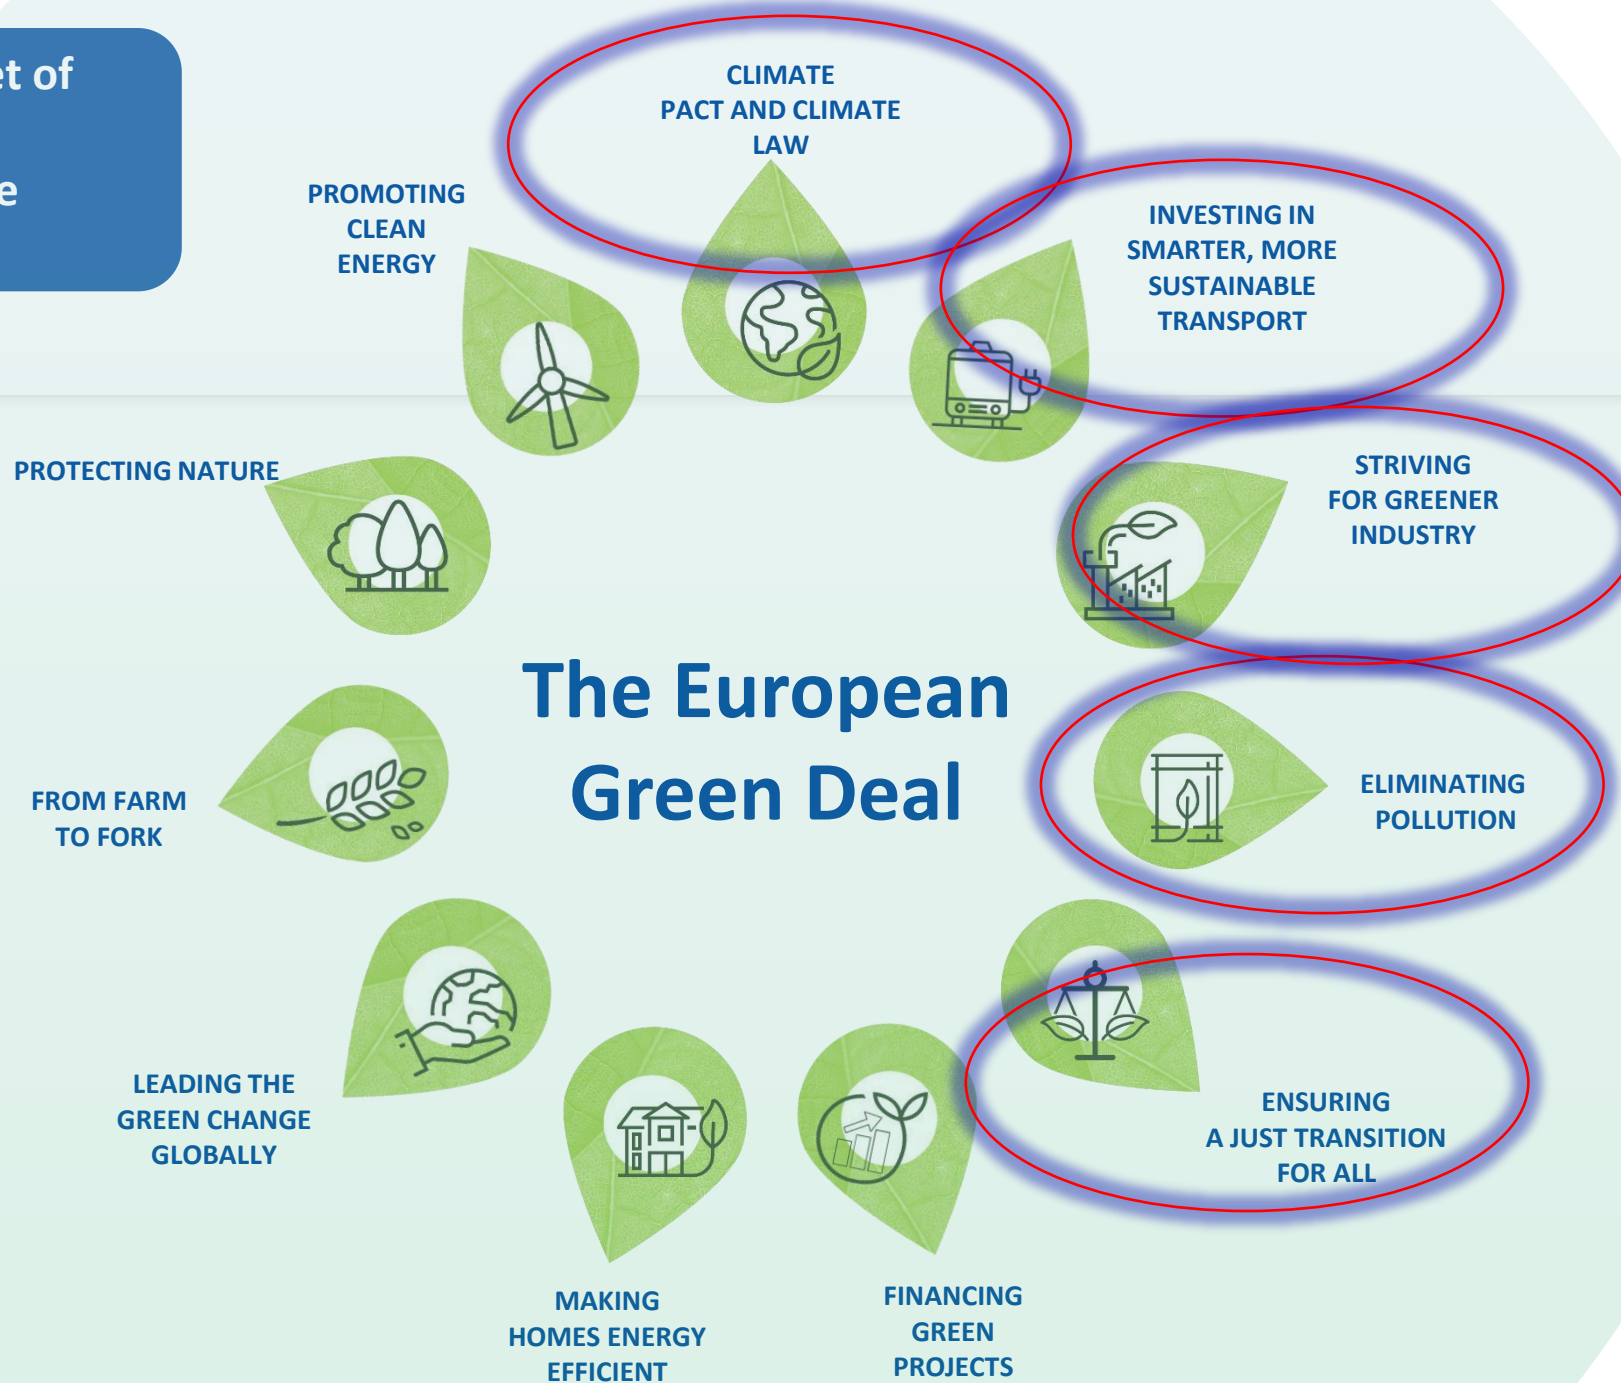 et of
e
CLIMATE
PACT AND CLIMATE
LAW
PROMOTING
CLEAN
ENERGY
INVESTING IN
SMARTER, MORE
SUSTAINABLE
TRANSPORT
PROTECTING NATURE
STRIVING
FOR GREENER
INDUSTRY
The European
Green Deal
FROM FARM
TO FORK
ELIMINATING
POLLUTION
LEADING THE
GREEN CHANGE
GLOBALLY
ENSURING
A JUST TRANSITION
FOR ALL
MAKING
HOMES ENERGY
EFFICIENT
FINANCING
GREEN
PROJECTS